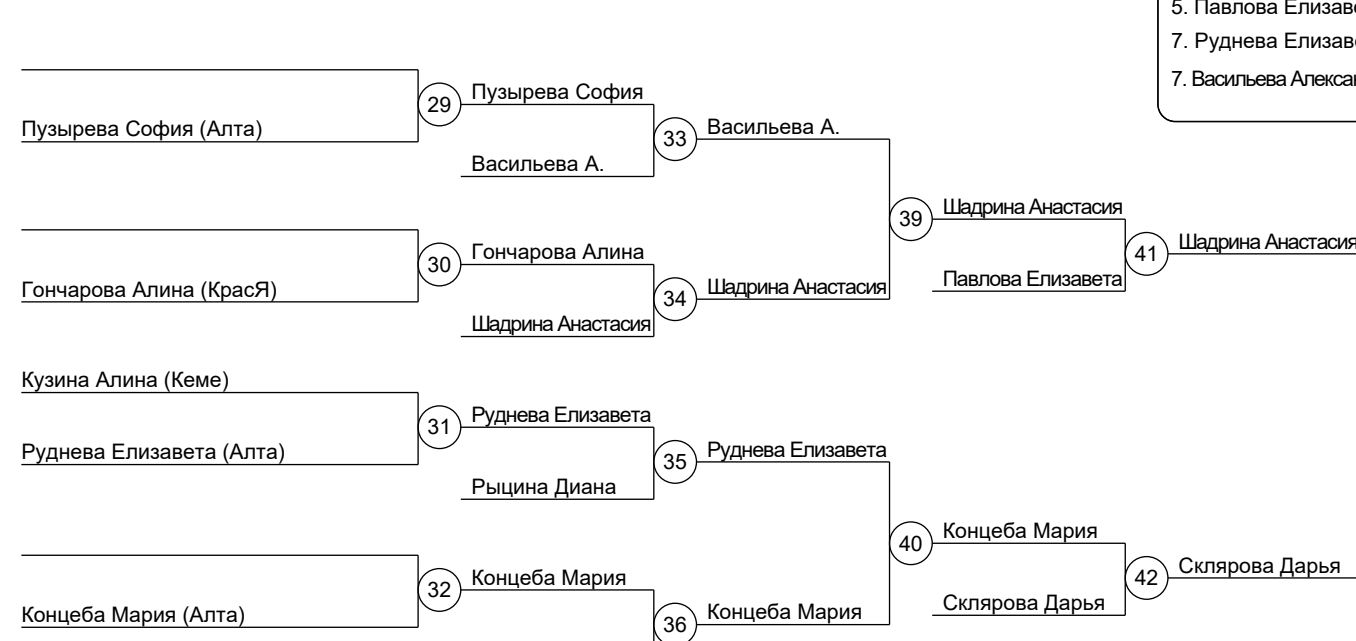 5. Павлова
7. Руднева
7. Васильева
Пузырева София
29
Васильева А.
Пузырева София (Алта)
33
Васильева А.
Шадрина Анастасия
39
Гончарова Алина
Шадрина Анастасия
30
41
Павлова Елизавета
Гончарова Алина (КрасЯ)
Шадрина Анастасия
34
Шадрина Анастасия
Кузина Алина (Кеме)
Руднева Елизавета
31
Руднева Елизавета (Алта)
Руднева Елизавета
35
Рыцина Диана
Концеба Мария
40
Склярова Дарья
Концеба Мария
42
32
Склярова Дарья
Концеба Мария (Алта)
Концеба Мария
36